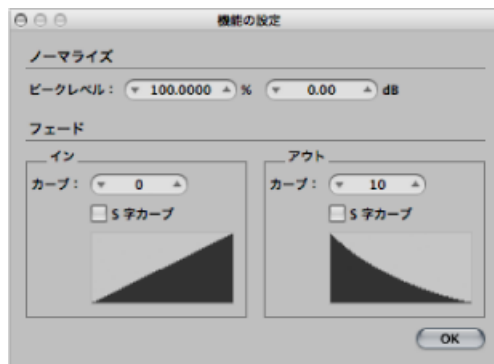 機能の設定
ノーマライズ
ピークレベル： 100.0000 % 0.00 dB
フェード
イン
カーブ： 0
S 字カーブ
アウト
カーブ： 10
S 字カーブ
OK